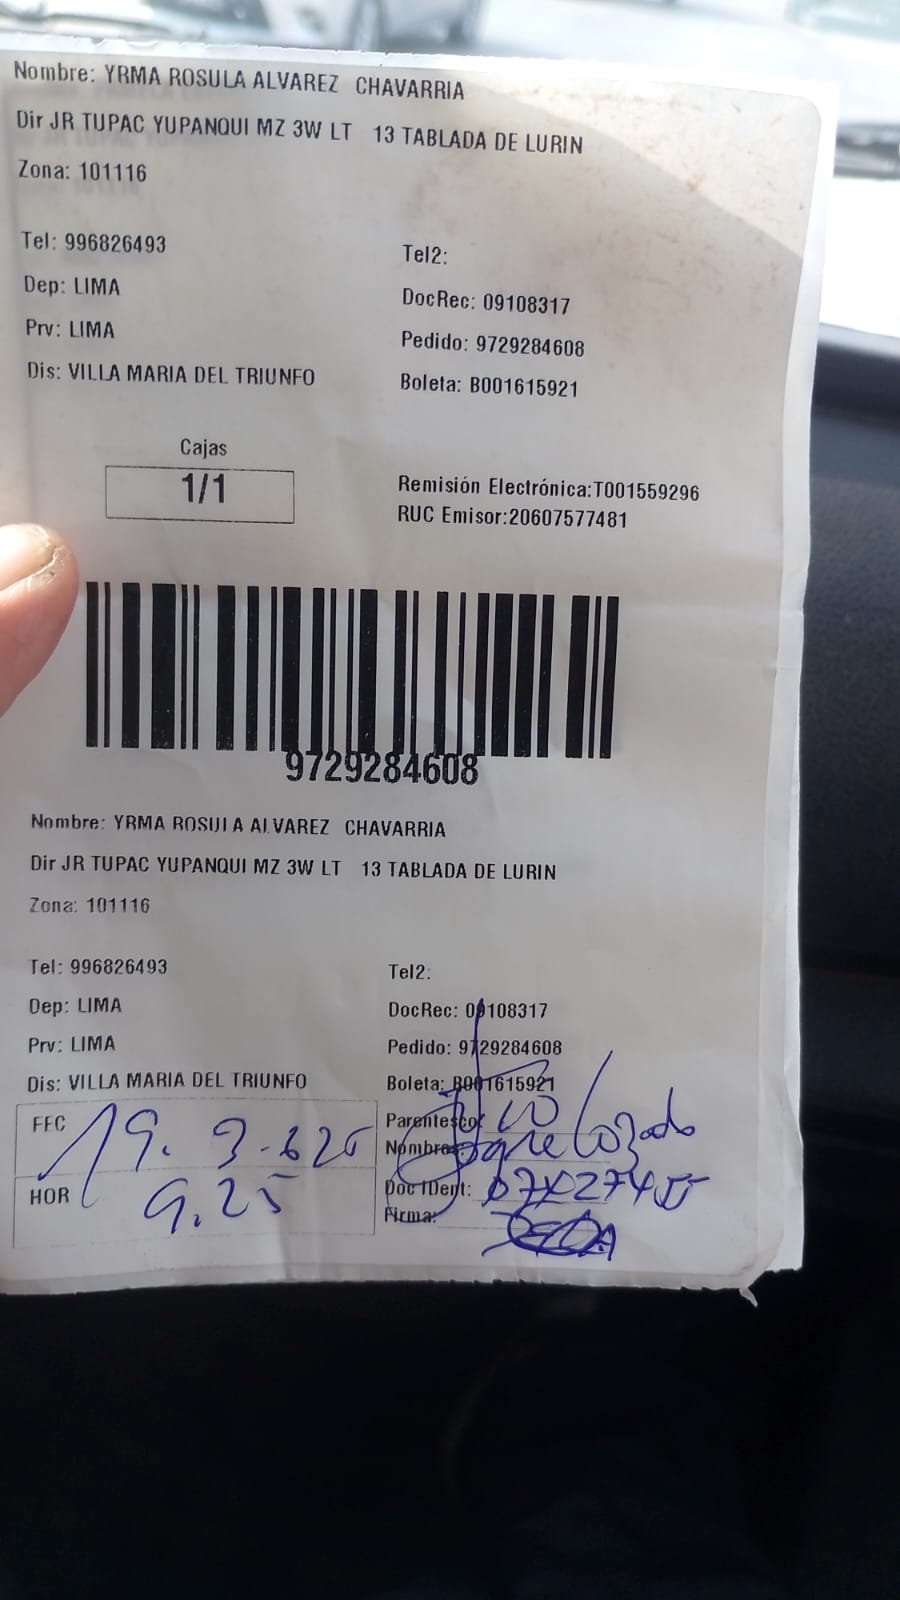 Nombre: YRMA ROSULA ALVAREZ CHAVARRIA
Dir JR TUPAC YUPANQUI MZ 3W LT 13 TABLADA DE LURIN
Zona: 101116
Tel: 996826493
Tel2:
Dep: LIMA
DocRec: 09108317
Prv: LIMA
Pedido: 9729284608
Dis: VILLA MARIA DEL TRIUNFO
Boleta: B001615921
Cajas
1/1
Remisión Electrónica:T001559296
RUC Emisor:20607577481
9729284608
Nombre: YRMA ROSULA ALVAREZ CHAVARRIA
Dir JR TUPAC YUPANQUI MZ 3W LT 13 TABLADA DE LURIN
Zona: 101116
Tel: 996826493
Tel2:
Dep: LIMA
DocRec: 09108317
Prv: LIMA
Pedido: 9729284608
Dis: VILLA MARIA DEL TRIUNFO
Boleta: B001615921
FEC 19.
Parentesco:
Nombre: Lozado
HOR 9.25
Doc IDent:
Firma: